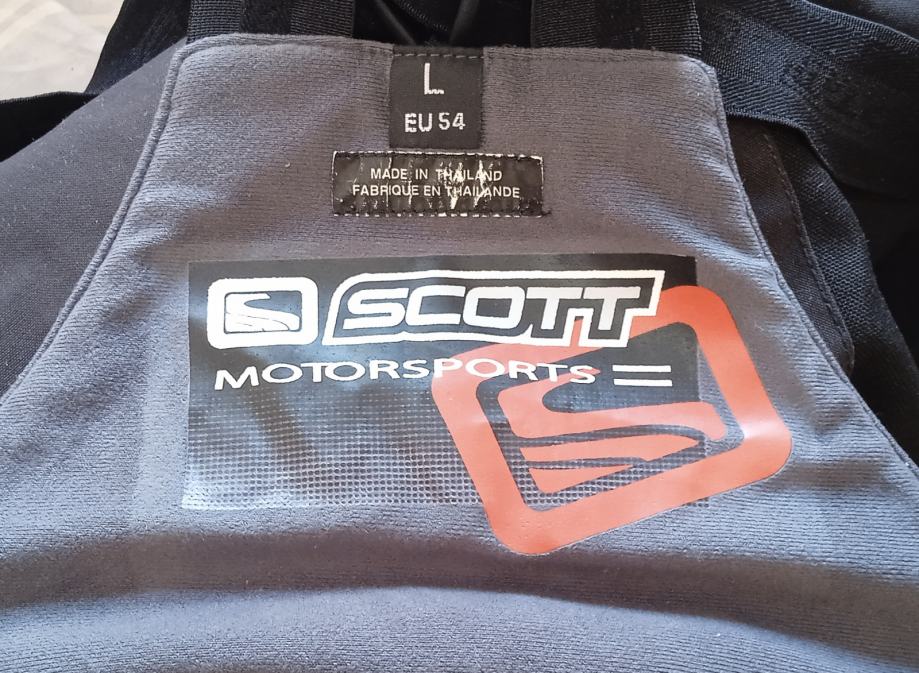 L
EU 54
MADE IN THAILAND
FABRIQUE EN THAILANDE
SCOTT
MOTORSPORTS